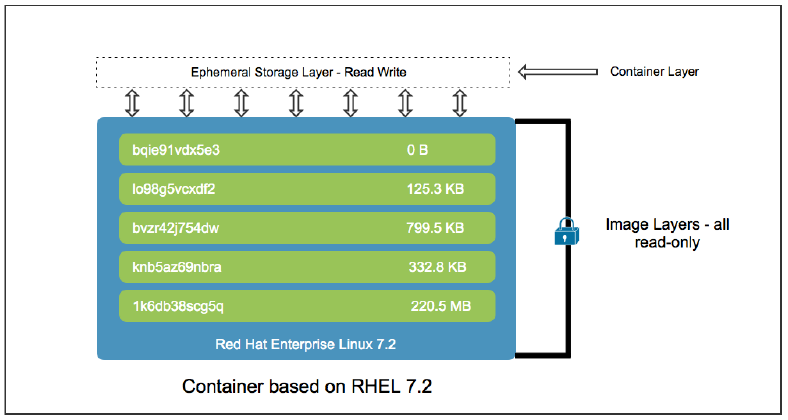 Ephemeral Storage Layer - Read Write
Container Layer
bqie91vdx5e3 0 B
lo98g5vcxdf2 125.3 KB
bvzr42j754dw 799.5 KB
knb5az69nbra 332.8 KB
1k6db38scg5q 220.5 MB
Red Hat Enterprise Linux 7.2
Image Layers - all
read-only
Container based on RHEL 7.2